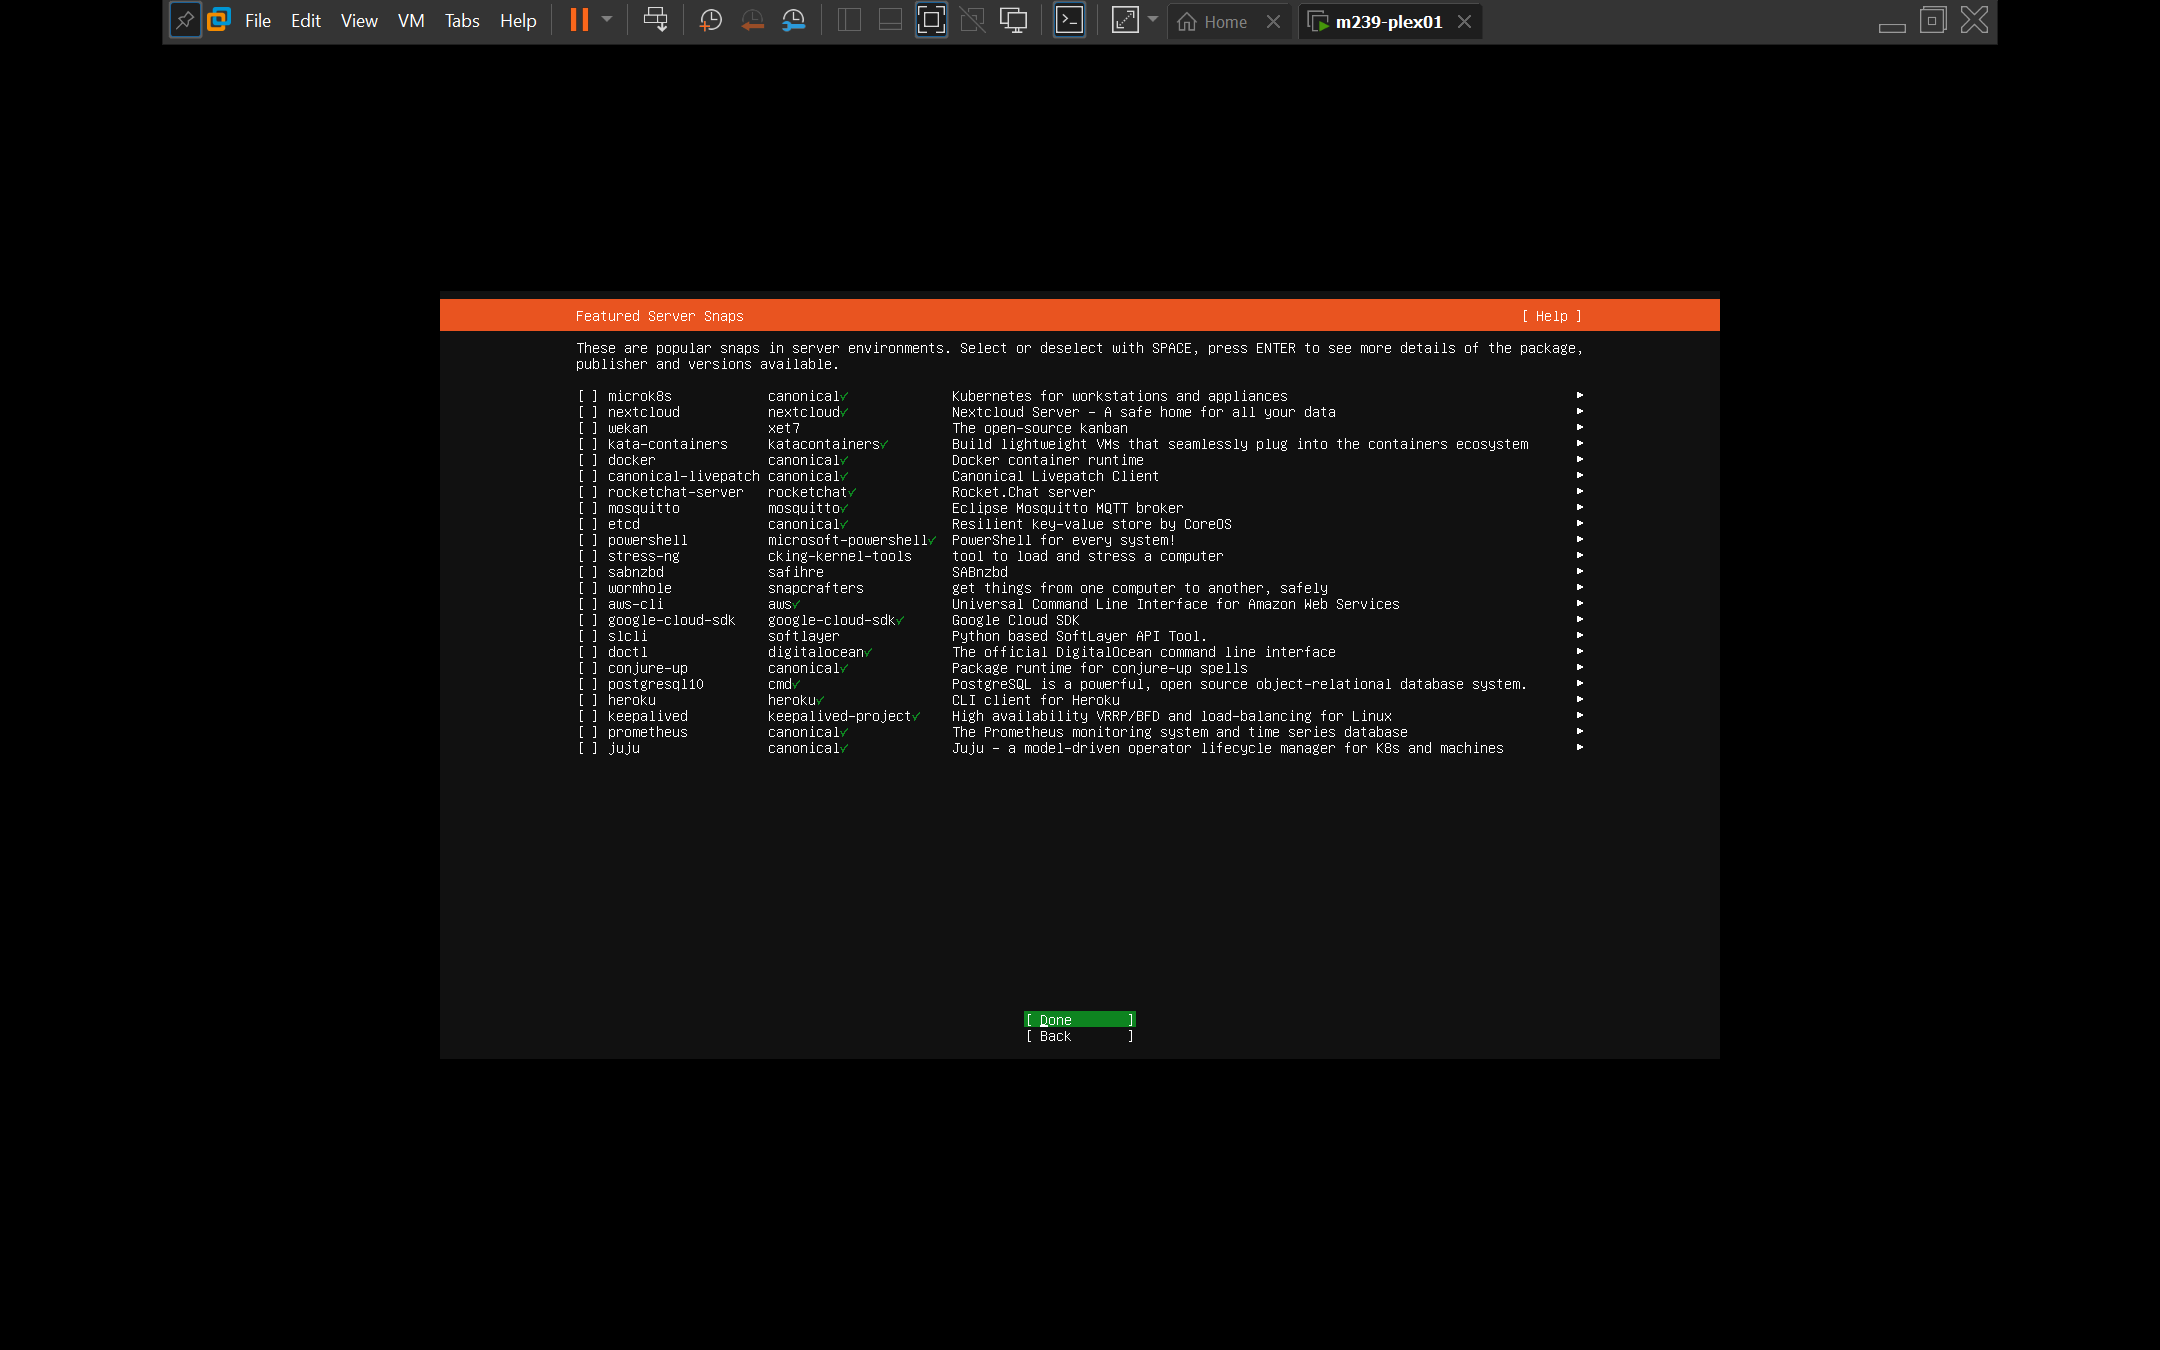 File Edit View VM Tabs Help Home m239-plex01
Featured Server Snaps [ Help ]
These are popular snaps in server environments. Select or deselect with SPACE, press ENTER to see more details of the package,
publisher and versions available.
[ ] microk8s canonical✓ Kubernetes for workstations and appliances ▸
[ ] nextcloud nextcloud✓ Nextcloud Server - A safe home for all your data ▸
[ ] wekan xet7 The open-source kanban ▸
[ ] kata-containers katacontainers✓ Build lightweight VMs that seamlessly plug into the containers ecosystem ▸
[ ] docker canonical✓ Docker container runtime ▸
[ ] canonical-livepatch canonical✓ Canonical Livepatch Client ▸
[ ] rocketchat-server rocketchat✓ Rocket.Chat server ▸
[ ] mosquitto mosquitto✓ Eclipse Mosquitto MQTT broker ▸
[ ] etcd canonical✓ Resilient key-value store by CoreOS ▸
[ ] powershell microsoft-powershell✓ PowerShell for every system! ▸
[ ] stress-ng cking-kernel-tools tool to load and stress a computer ▸
[ ] sabnzbd safihre SABnzbd ▸
[ ] wormhole snapcrafters get things from one computer to another, safely ▸
[ ] aws-cli aws✓ Universal Command Line Interface for Amazon Web Services ▸
[ ] google-cloud-sdk google-cloud-sdk✓ Google Cloud SDK ▸
[ ] slcli softlayer Python based SoftLayer API Tool. ▸
[ ] doctl digitalocean✓ The official DigitalOcean command line interface ▸
[ ] conjure-up canonical✓ Package runtime for conjure-up spells ▸
[ ] postgresql10 cmd✓ PostgreSQL is a powerful, open source object-relational database system. ▸
[ ] heroku heroku✓ CLI client for Heroku ▸
[ ] keepalived keepalived-project✓ High availability VRRP/BFD and load-balancing for Linux ▸
[ ] prometheus canonical✓ The Prometheus monitoring system and time series database ▸
[ ] juju canonical✓ Juju - a model-driven operator lifecycle manager for K8s and machines ▸
[ Done ]
[ Back ]